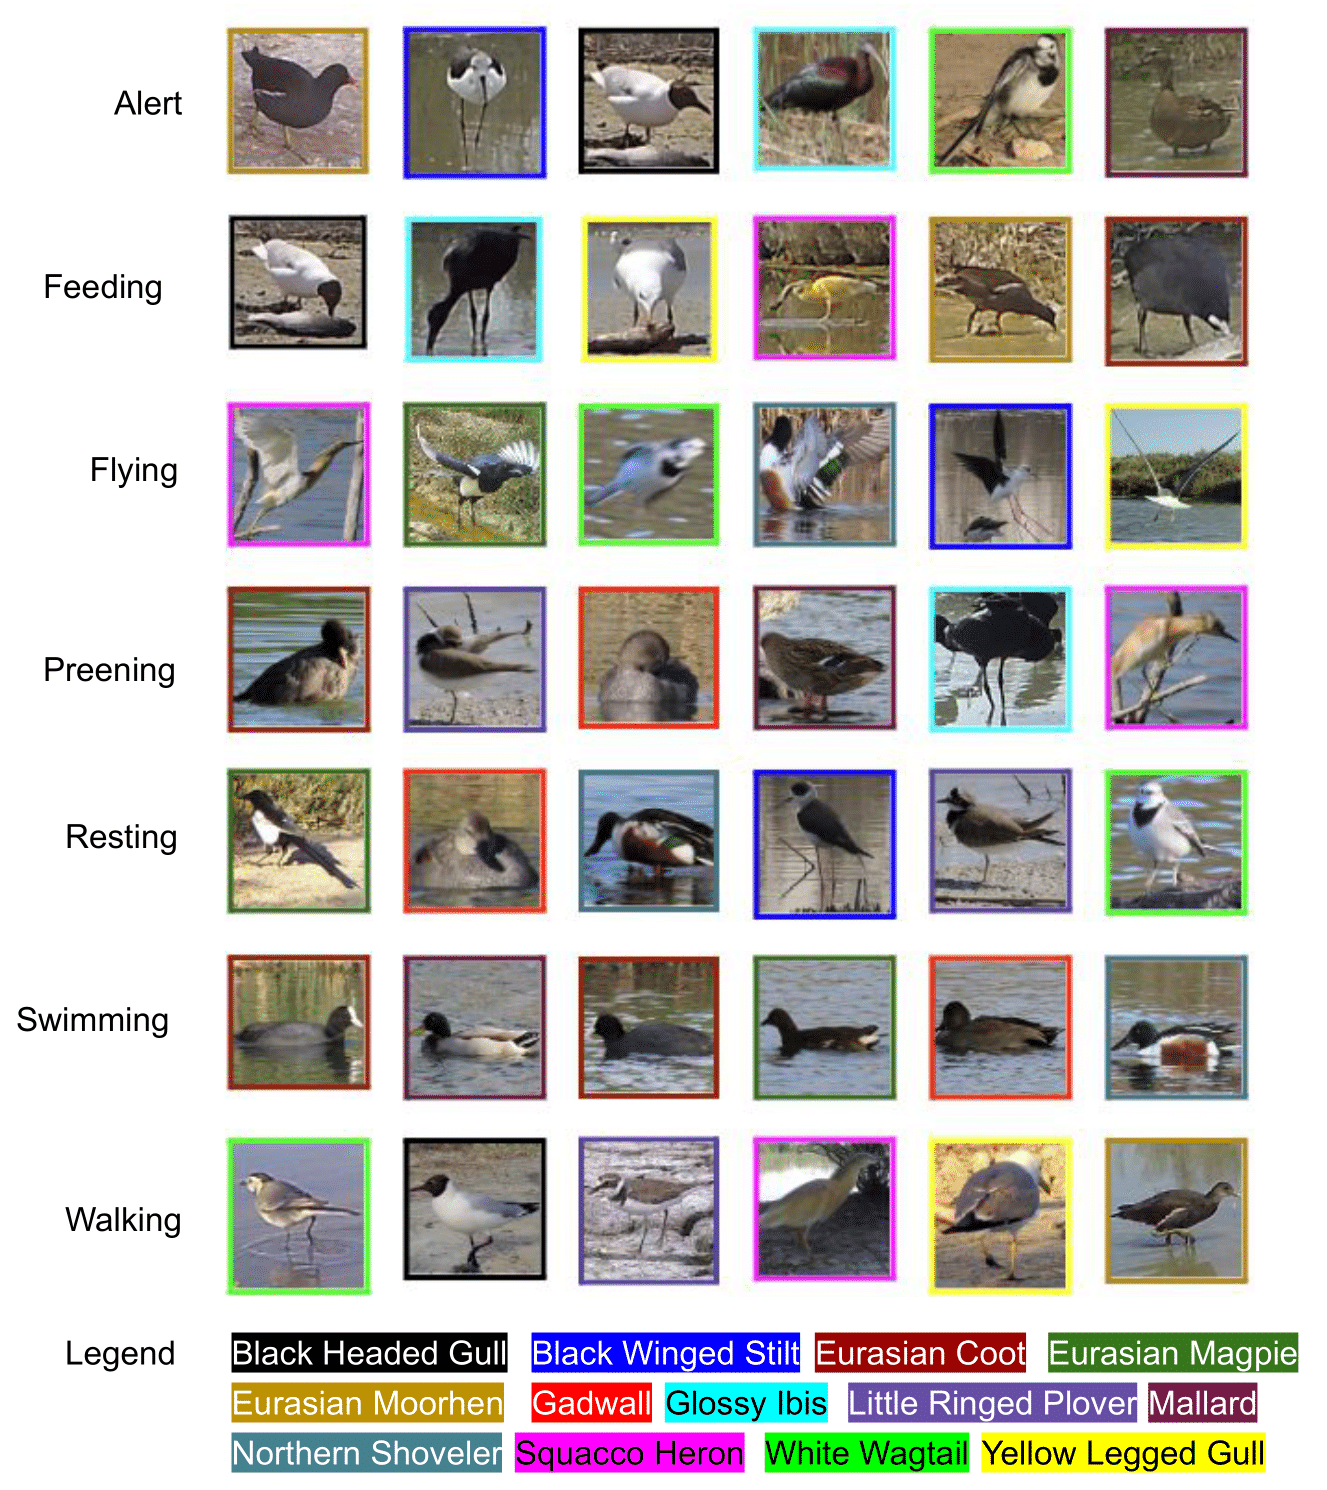 Alert
Feeding
Flying
Preening
Resting
Swimming
Walking
Legend
Black Headed Gull Black Winged Stilt Eurasian Coot Eurasian Magpie
Eurasian Moorhen Gadwall Glossy Ibis Little Ringed Plover Mallard
Northern Shoveler Squacco Heron White Wagtail Yellow Legged Gull